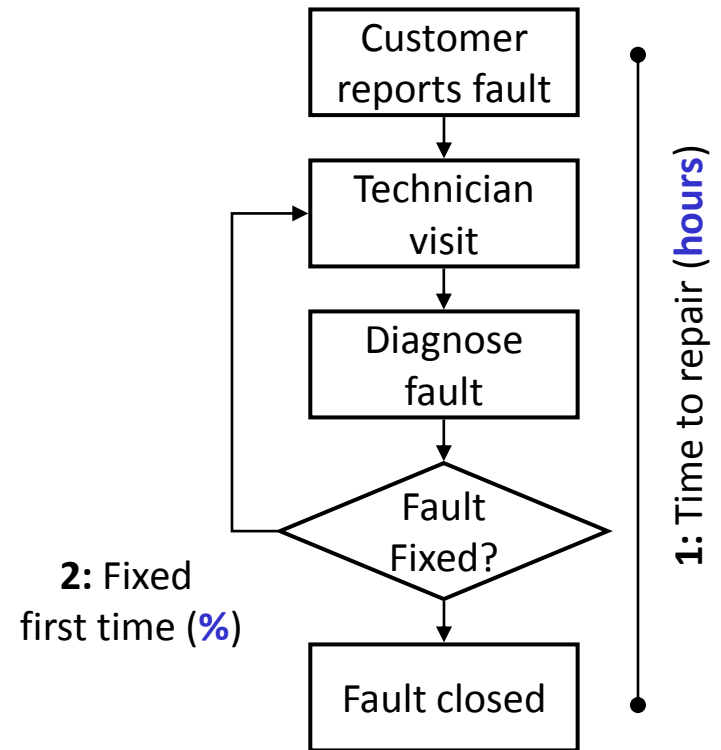 Customer
reports fault
Technician
visit
Diagnose
fault
Fault
Fixed?
Fault closed
2: Fixed
first time (%)
1: Time to repair (hours)